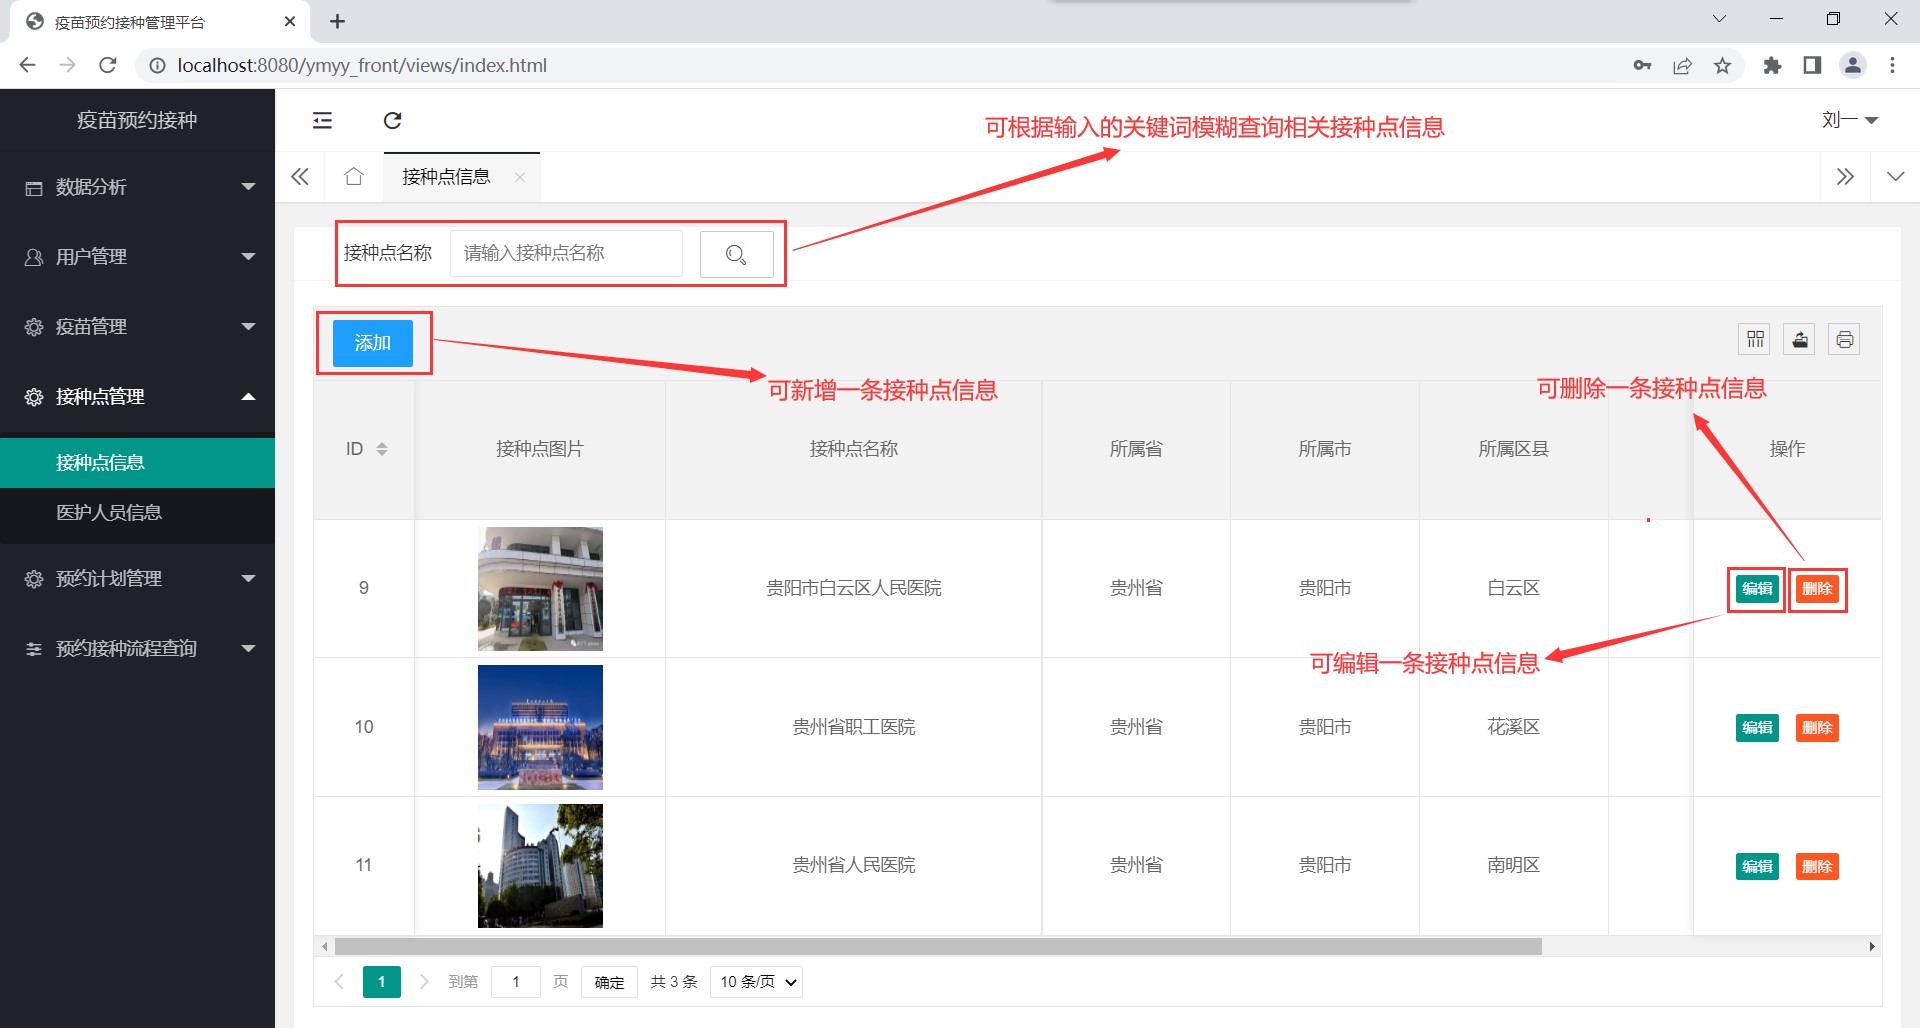 疫苗预约接种管理平台
localhost:8080/ymyy_front/views/index.html
疫苗预约接种
刘一
可根据输入的关键词模糊查询相关接种点信息
接种点信息
数据分析
用户管理
疫苗管理
接种点管理
接种点信息
医护人员信息
预约计划管理
预约接种流程查询
接种点名称 请输入接种点名称
添加
可新增一条接种点信息
可删除一条接种点信息
ID 接种点图片 接种点名称 所属省 所属市 所属区县 操作
9 贵阳市白云区人民医院 贵州省 贵阳市 白云区 编辑 删除
可编辑一条接种点信息
10 贵州省职工医院 贵州省 贵阳市 花溪区 编辑 删除
11 贵州省人民医院 贵州省 贵阳市 南明区 编辑 删除
1 到第 1 页 确定 共 3 条 10 条/页